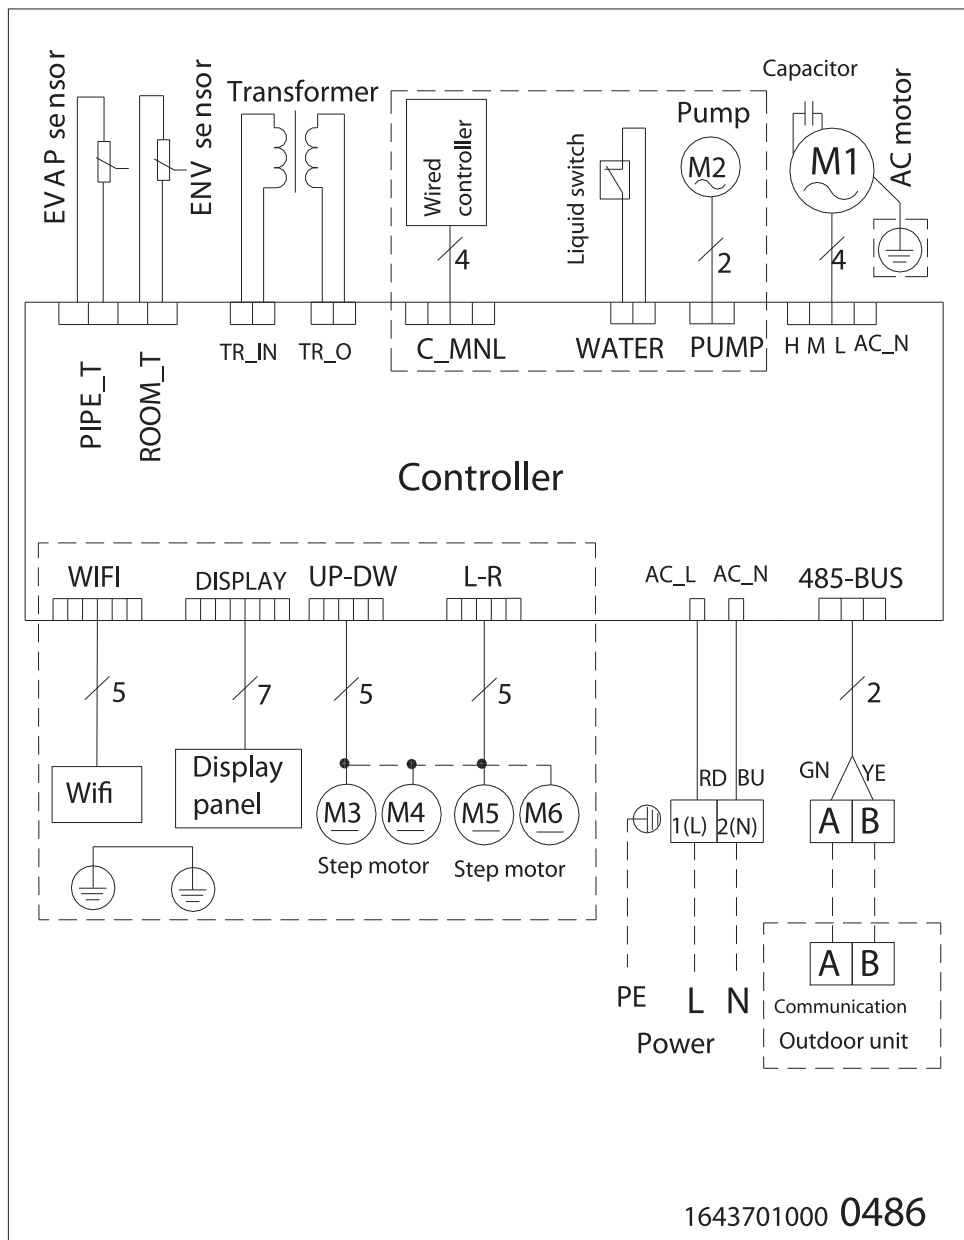 EVAP sensor
ENV sensor
Transformer
Wired
controller
Liquid switch
Pump
M2
Capacitor
M1
AC motor
4
2
4
PIPE_T
ROOM_T
TR_IN
TR_O
C_MNL
WATER
PUMP
H M L AC_N
Controller
WIFI
DISPLAY
UP-DW
L-R
AC_L
AC_N
485-BUS
5
7
5
5
2
Wifi
Display
panel
M3
M4
M5
M6
Step motor
Step motor
RD
BU
1(L)
2(N)
GN
YE
A B
A B
Communication
Outdoor unit
PE
L
N
Power
1643701000 0486